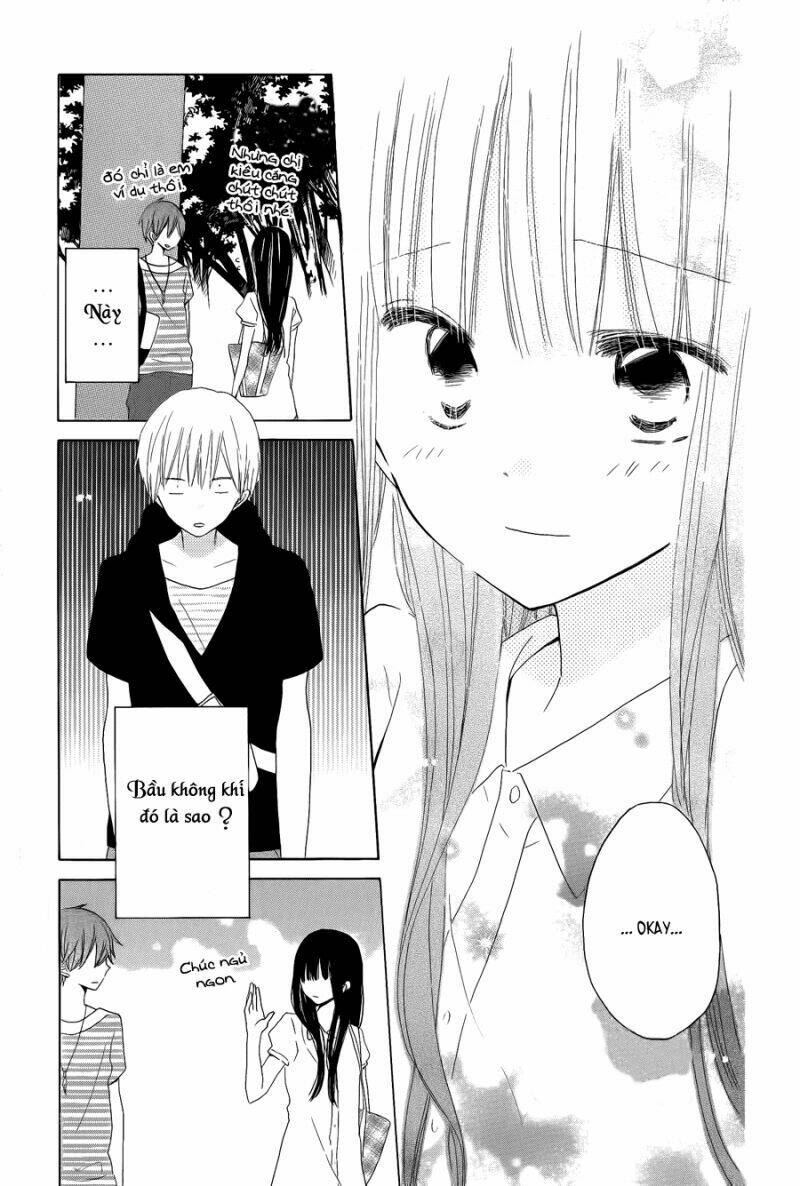 ... OKAY...
Nhưng chị
kiêu căng
chút chút
thôi nhé.
đó chỉ là em
ví dụ thôi.
...
Này
...
Bầu không khí
đó là sao ?
Chúc ngủ
ngon